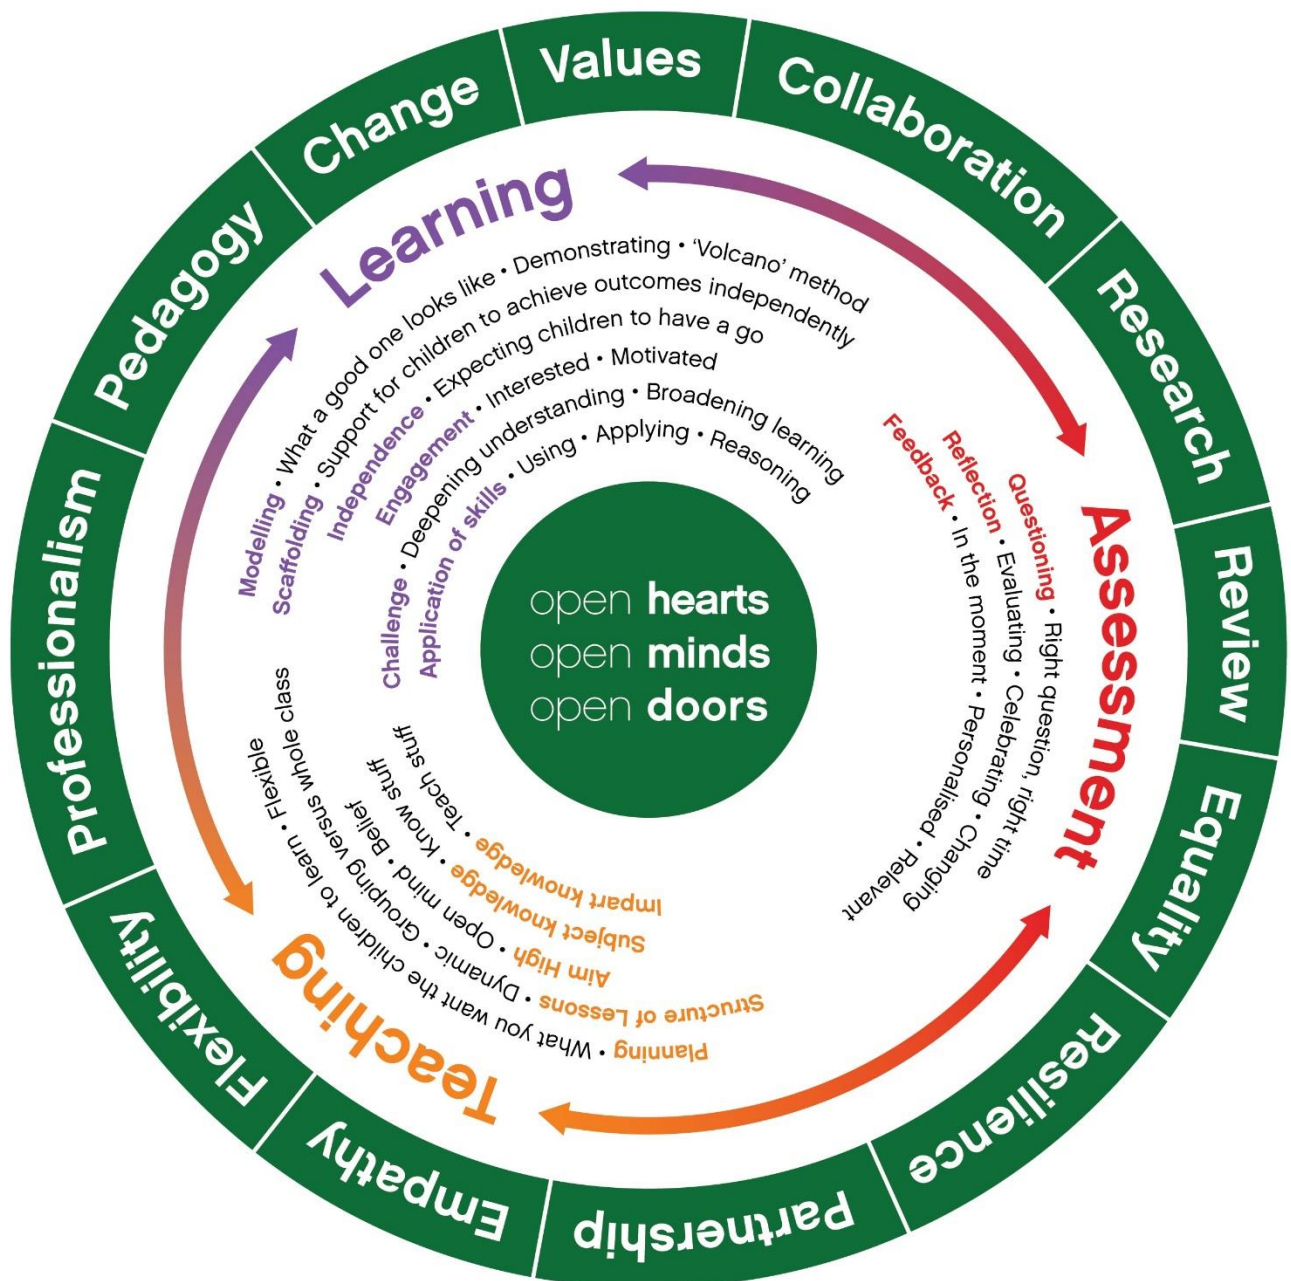 Values
Collaboration
Research
Review
Equality
Resilience
Partnership
Empathy
Flexibility
Professionalism
Pedagogy
Change
Learning
Modelling • What a good one looks like • Demonstrating • ‘Volcano’ method
Scaffolding • Support for children to achieve outcomes independently
Independence • Expecting children to have a go
Engagement • Interested • Motivated
Challenge • Deepening understanding • Broadening learning
Application of skills • Using • Applying • Reasoning
Assessment
Questioning • Right question, right time
Reflection • Evaluating • Celebrating • Changing
Feedback • In the moment • Personalised • Relevant
Teaching
Planning • What you want the children to learn • Flexible
Structure of Lessons • Dynamic • Grouping versus whole class
Aim High • Open mind • Belief
Subject knowledge • Know stuff
Impart knowledge • Teach stuff
open hearts
open minds
open doors